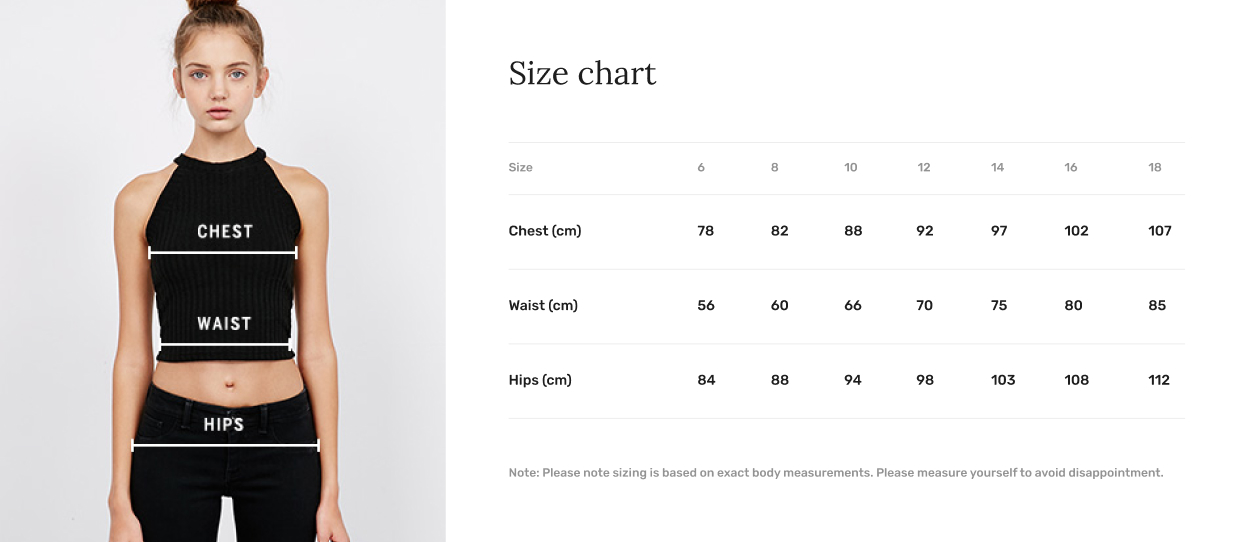 CHEST
WAIST
HIPS
Size chart
Size 6 8 10 12 14 16 18
Chest (cm) 78 82 88 92 97 102 107
Waist (cm) 56 60 66 70 75 80 85
Hips (cm) 84 88 94 98 103 108 112
Note: Please note sizing is based on exact body measurements. Please measure yourself to avoid disappointment.